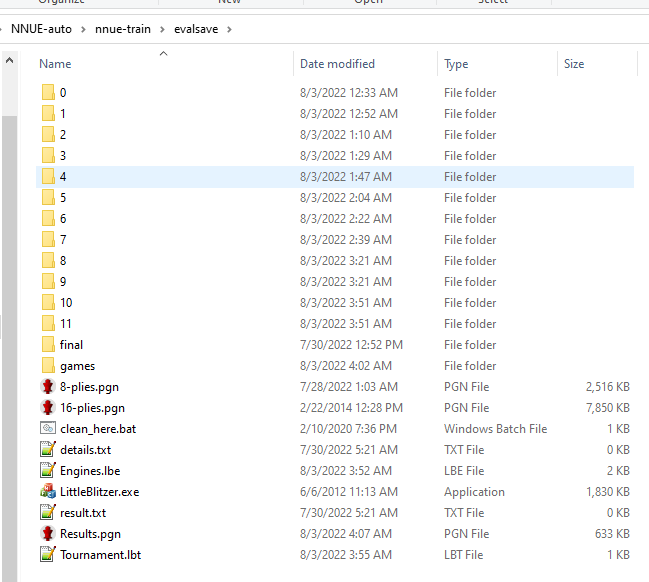 Organize New Open Select
NNUE-auto > nnue-train > evalsave >
Name Date modified Type Size
0 8/3/2022 12:33 AM File folder
1 8/3/2022 12:52 AM File folder
2 8/3/2022 1:10 AM File folder
3 8/3/2022 1:29 AM File folder
4 8/3/2022 1:47 AM File folder
5 8/3/2022 2:04 AM File folder
6 8/3/2022 2:22 AM File folder
7 8/3/2022 2:39 AM File folder
8 8/3/2022 3:21 AM File folder
9 8/3/2022 3:21 AM File folder
10 8/3/2022 3:51 AM File folder
11 8/3/2022 3:51 AM File folder
final 7/30/2022 12:52 PM File folder
games 8/3/2022 4:02 AM File folder
8-plies.pgn 7/28/2022 1:03 AM PGN File 2,516 KB
16-plies.pgn 2/22/2014 12:28 PM PGN File 7,850 KB
clean_here.bat 2/10/2020 7:36 PM Windows Batch File 1 KB
details.txt 7/30/2022 5:21 AM TXT File 0 KB
Engines.lbe 8/3/2022 3:52 AM LBE File 2 KB
LittleBlitzer.exe 6/6/2012 11:13 AM Application 1,830 KB
result.txt 7/30/2022 5:21 AM TXT File 0 KB
Results.pgn 8/3/2022 4:07 AM PGN File 633 KB
Tournament.lbt 8/3/2022 3:55 AM LBT File 1 KB